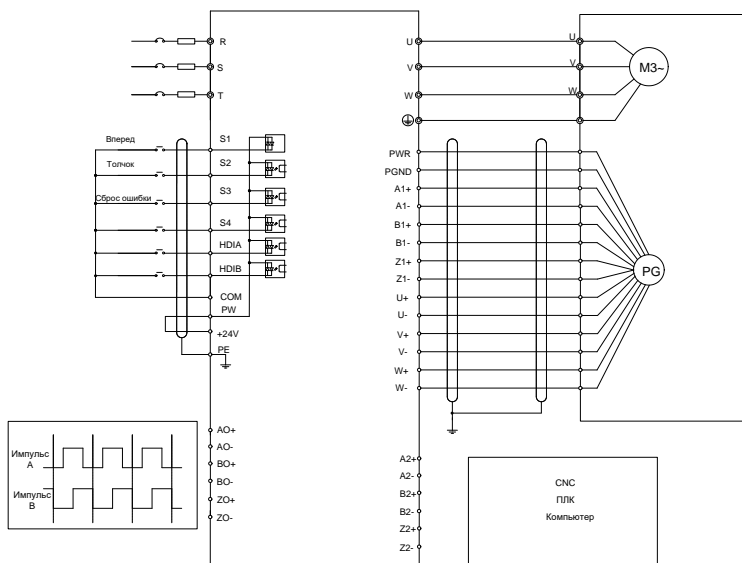 R
S
T
Вперед
Толчок
Сброс ошибки
S1
S2
S3
S4
HDIA
HDIB
COM
PW
+24V
PE
AO+
AO-
BO+
BO-
ZO+
ZO-
Импульс
A
Импульс
B
U
V
W
PWR
PGND
A1+
A1-
B1+
B1-
Z1+
Z1-
U+
U-
V+
V-
W+
W-
A2+
A2-
B2+
B2-
Z2+
Z2-
U
V
W
M3~
PG
CNC
ПЛК
Компьютер